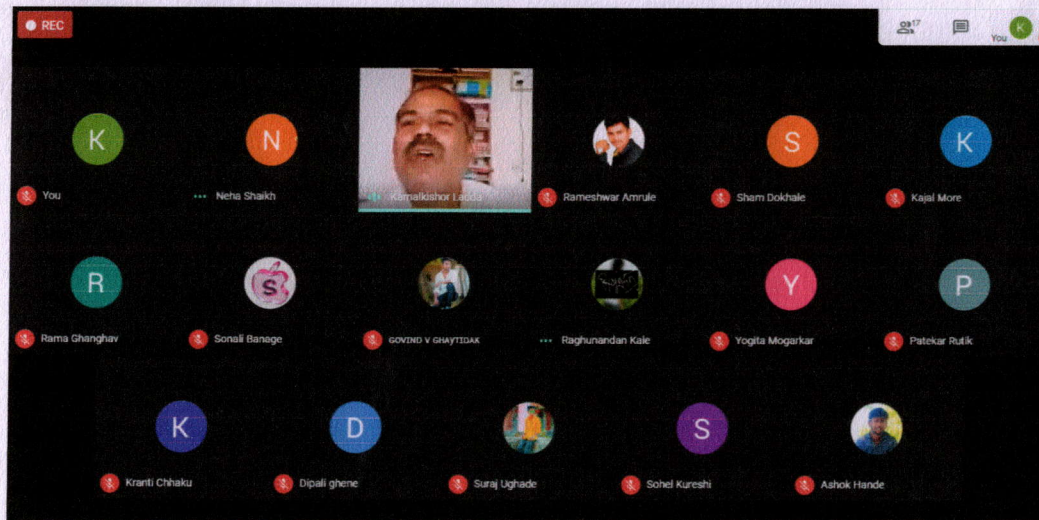 REC
17
You
K
K
N
S
K
You
Neha Shaikh
Kamalkishor Ladda
Rameshwar Amrule
Sham Dokhale
Kajal More
R
S
Y
P
Rama Ghanghav
Sonali Banage
GOVIND V GHAYTIDAK
Raghunandan Kale
Yogita Mogarkar
Patekar Rutik
K
D
S
Kranti Chhaku
Dipali ghene
Suraj Ughade
Sohel Kureshi
Ashok Hande